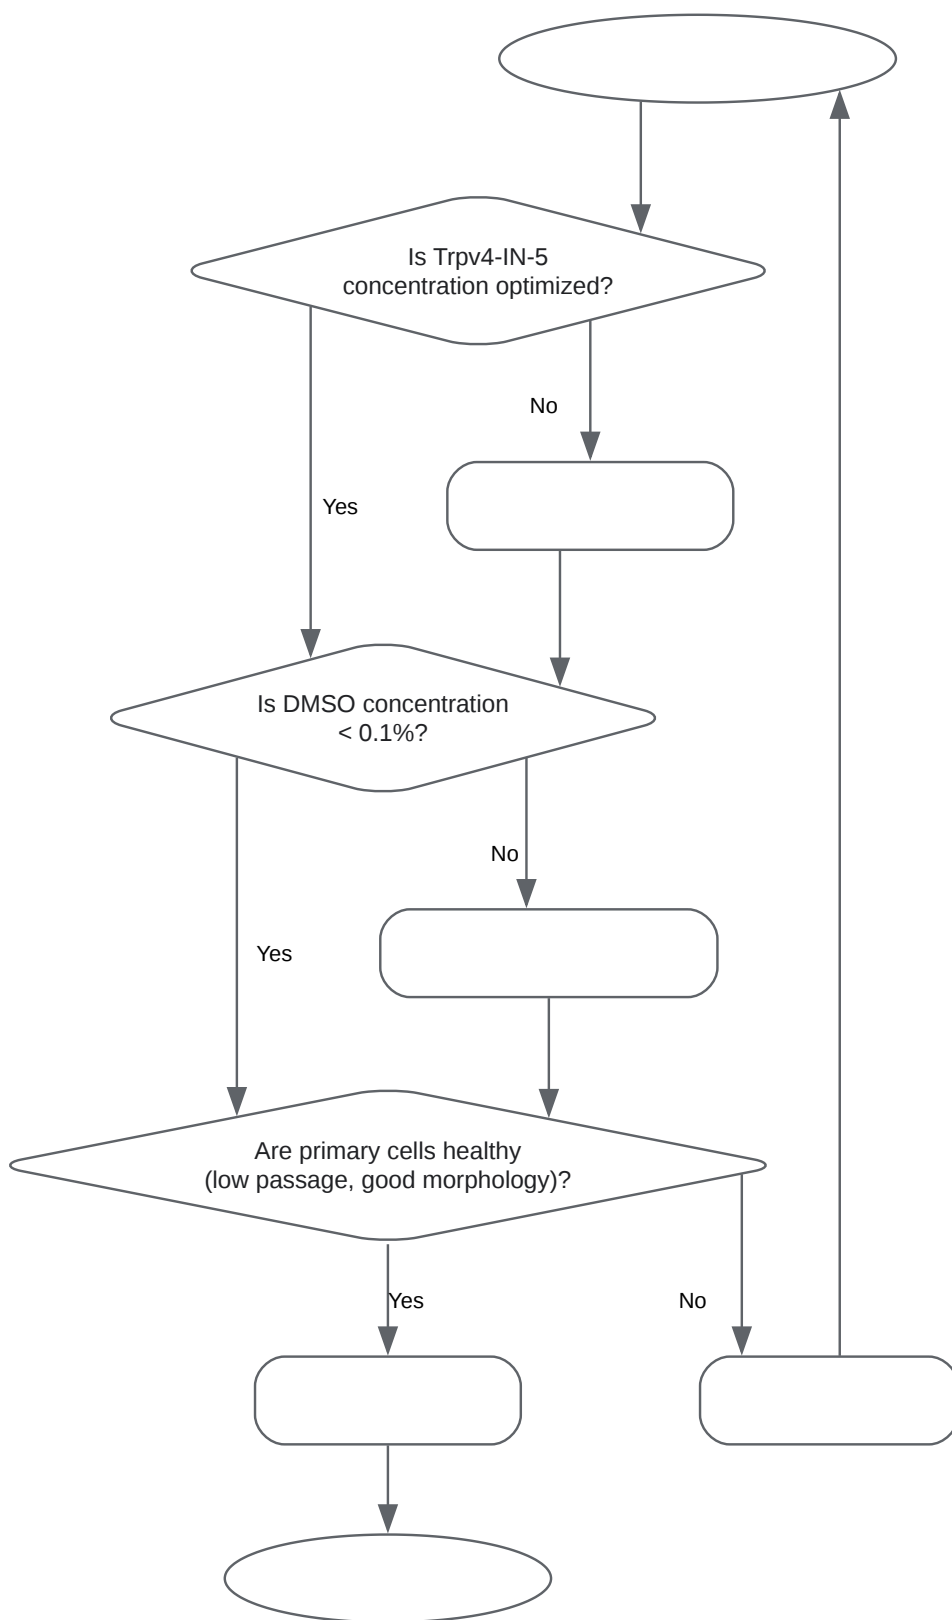 Is Trpv4-IN-5
concentration optimized?
No
Yes
Is DMSO concentration
< 0.1%?
No
Yes
Are primary cells healthy
(low passage, good morphology)?
Yes
No